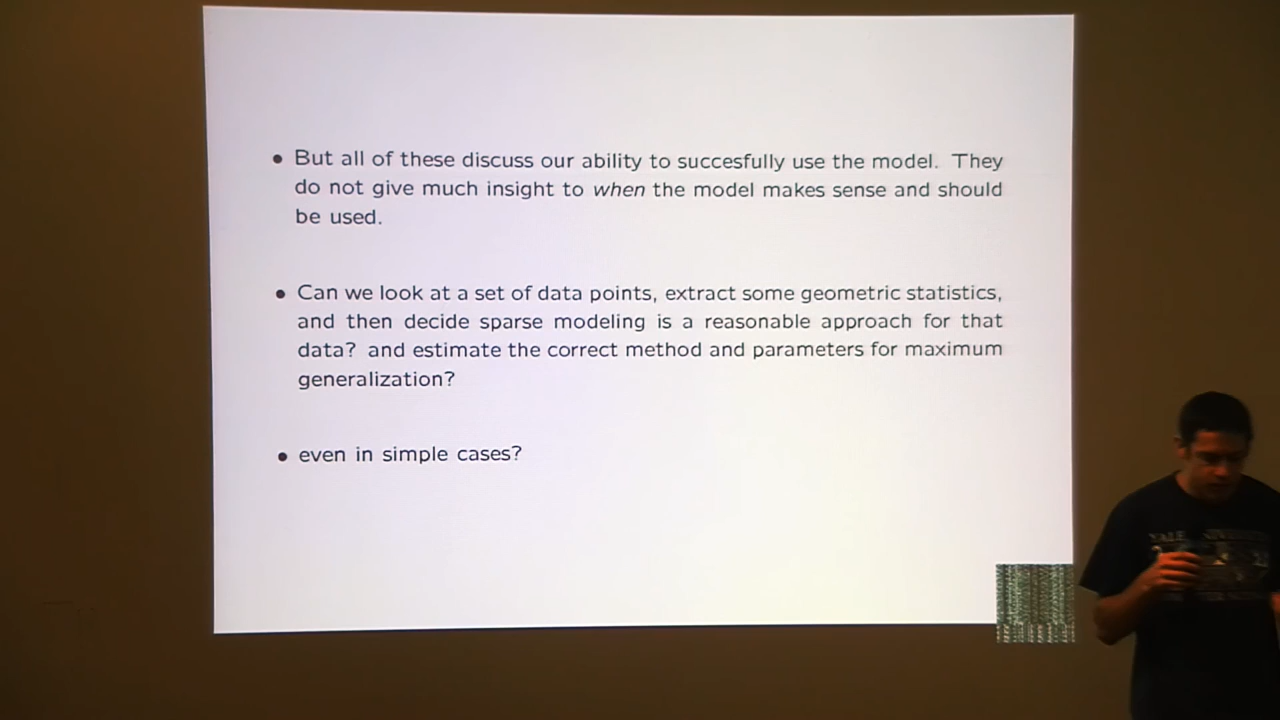 • But all of these discuss our ability to succesfully use the model. They
do not give much insight to when the model makes sense and should
be used.
• Can we look at a set of data points, extract some geometric statistics,
and then decide sparse modeling is a reasonable approach for that
data? and estimate the correct method and parameters for maximum
generalization?
• even in simple cases?
YALE